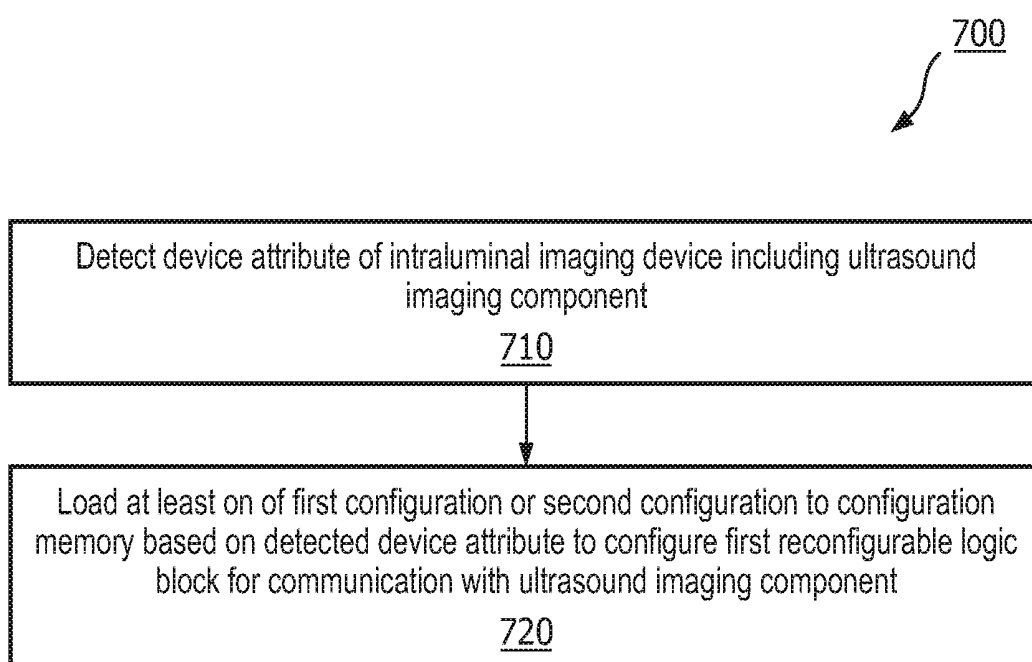 700
Detect device attribute of intraluminal imaging device including ultrasound
imaging component
710
Load at least on of first configuration or second configuration to configuration
memory based on detected device attribute to configure first reconfigurable logic
block for communication with ultrasound imaging component
720